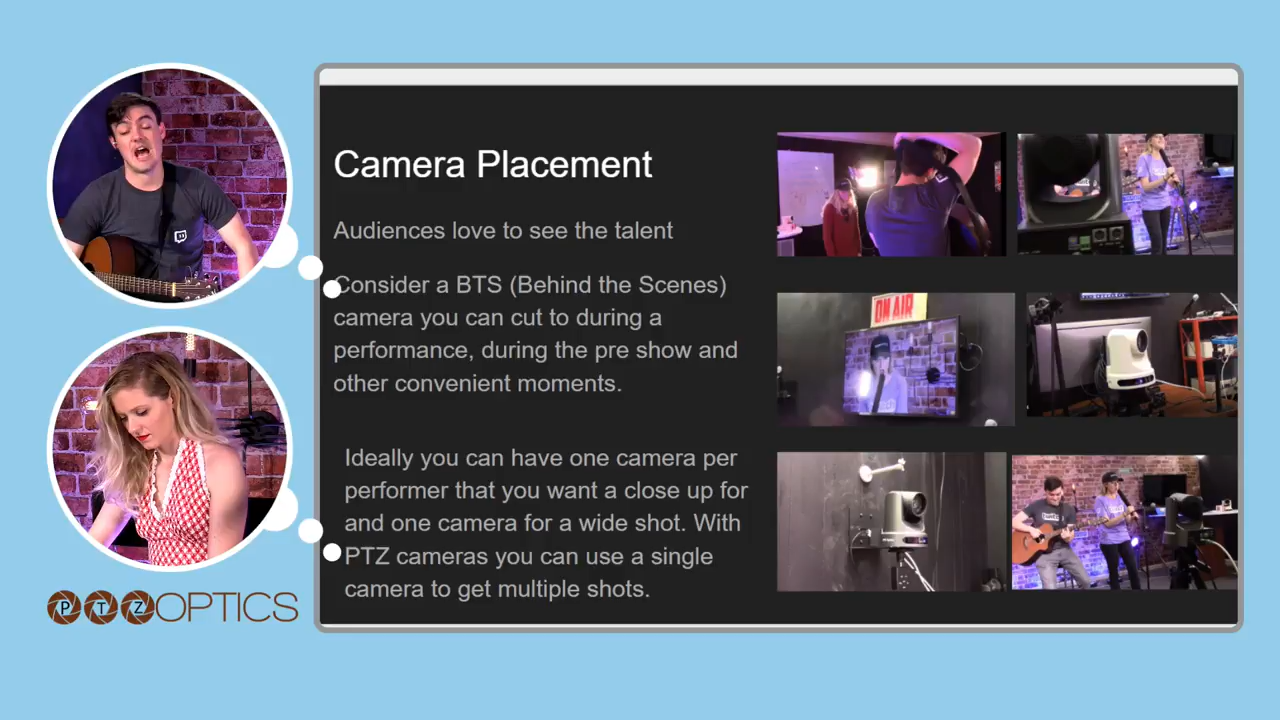 Camera Placement
Audiences love to see the talent
Consider a BTS (Behind the Scenes)
camera you can cut to during a
performance, during the pre show and
other convenient moments.
Ideally you can have one camera per
performer that you want a close up for
and one camera for a wide shot. With
PTZ cameras you can use a single
camera to get multiple shots.
ON AIR
PTZOPTICS